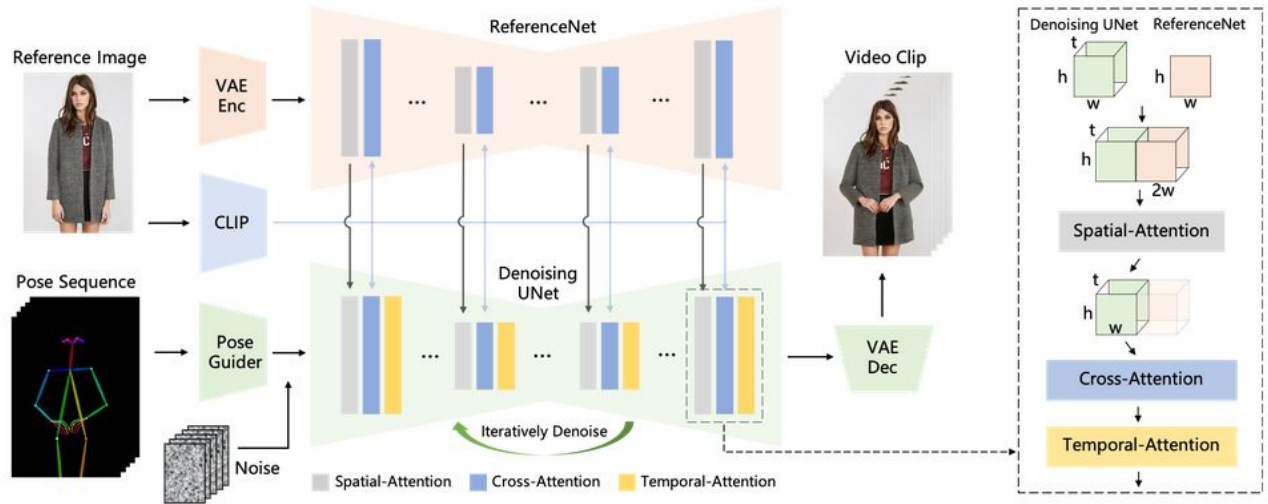 Reference Image
VAE
Enc
CLIP
Pose Sequence
Pose
Guider
Noise
ReferenceNet
...
...
...
Denoising
UNet
...
...
...
Iteratively Denoise
Spatial-Attention
Cross-Attention
Temporal-Attention
Video Clip
VAE
Dec
Denoising UNet
ReferenceNet
t
h
w
h
w
t
h
2w
Spatial-Attention
t
h
w
Cross-Attention
Temporal-Attention